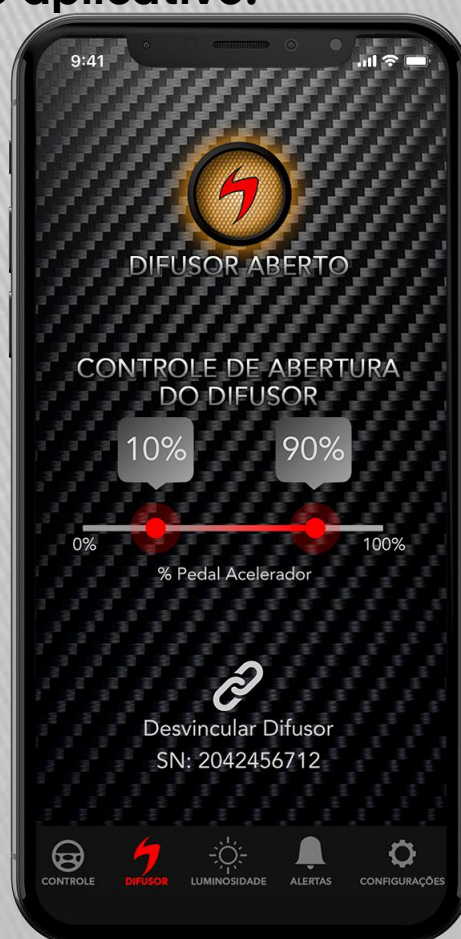 aplicativo.
9:41
DIFUSOR ABERTO
CONTROLE DE ABERTURA
DO DIFUSOR
10% 90%
0% 100%
% Pedal Acelerador
Desvincular Difusor
SN: 2042456712
CONTROLE DIFUSOR LUMINOSIDADE ALERTAS CONFIGURAÇÕES